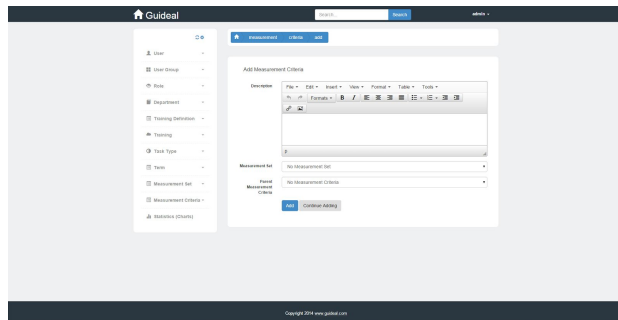 Guideal
Search...
Search
admin
measurement criteria add
User
User Group
Role
Department
Training Definition
Training
Task Type
Term
Measurement Set
Measurement Criteria
Statistics (Charts)
Add Measurement Criteria
Description
File Edit Insert View Format Table Tools
Formats B I
p
Measurement Set
No Measurement Set
Parent
Measurement
Criteria
No Measurement Criteria
Add Continue Adding
Copyright 2014 www.guideal.com